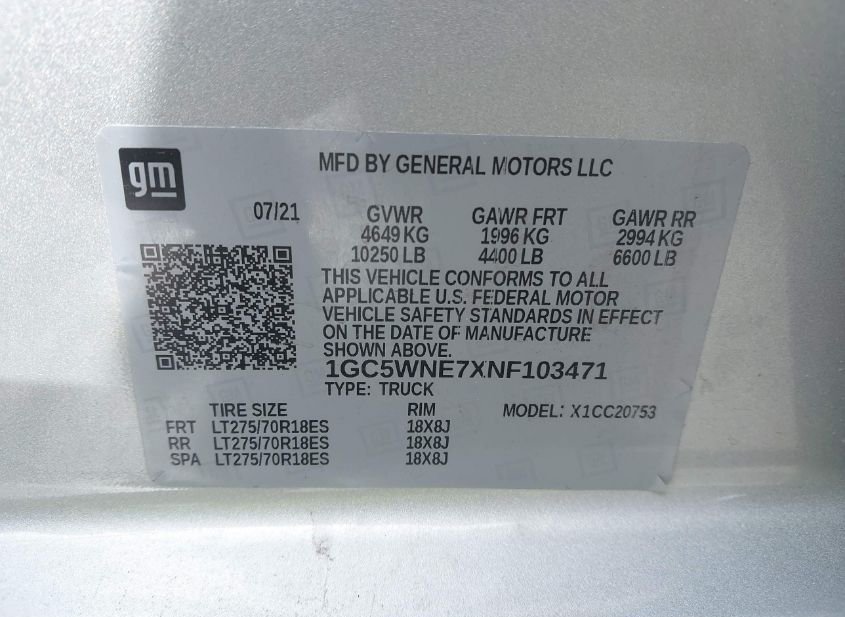 gm
MFD BY GENERAL MOTORS LLC
07/21 GVWR GAWR FRT GAWR RR
4649 KG 1996 KG 2994 KG
10250 LB 4400 LB 6600 LB
THIS VEHICLE CONFORMS TO ALL
APPLICABLE U.S. FEDERAL MOTOR
VEHICLE SAFETY STANDARDS IN EFFECT
ON THE DATE OF MANUFACTURE
SHOWN ABOVE.
1GC5WNE7XNF103471
TYPE: TRUCK
TIRE SIZE RIM MODEL: X1CC20753
FRT LT275/70R18ES 18X8J
RR LT275/70R18ES 18X8J
SPA LT275/70R18ES 18X8J